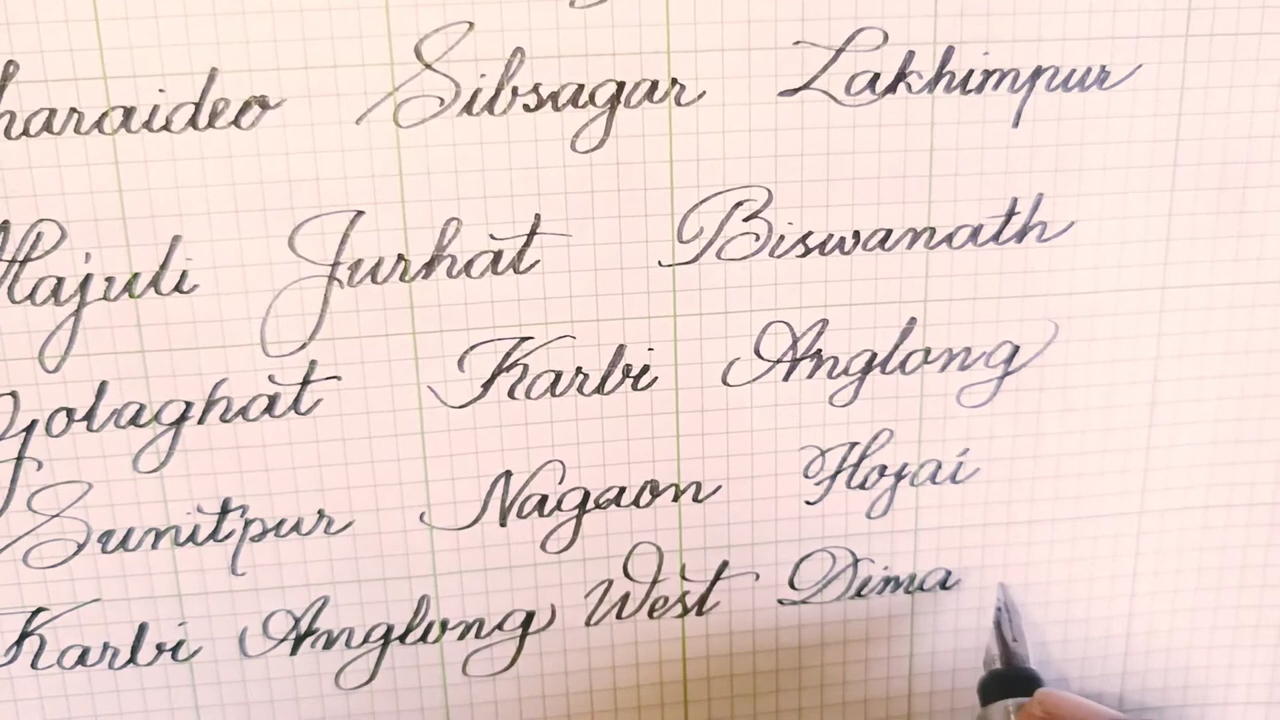 haraideo Sibsagar Lakhimpur
Majuli Jurhat Biswanath
Golaghat Karbi Anglong
Sunitpur Nagaon Hojai
Karbi Anglong West Dima